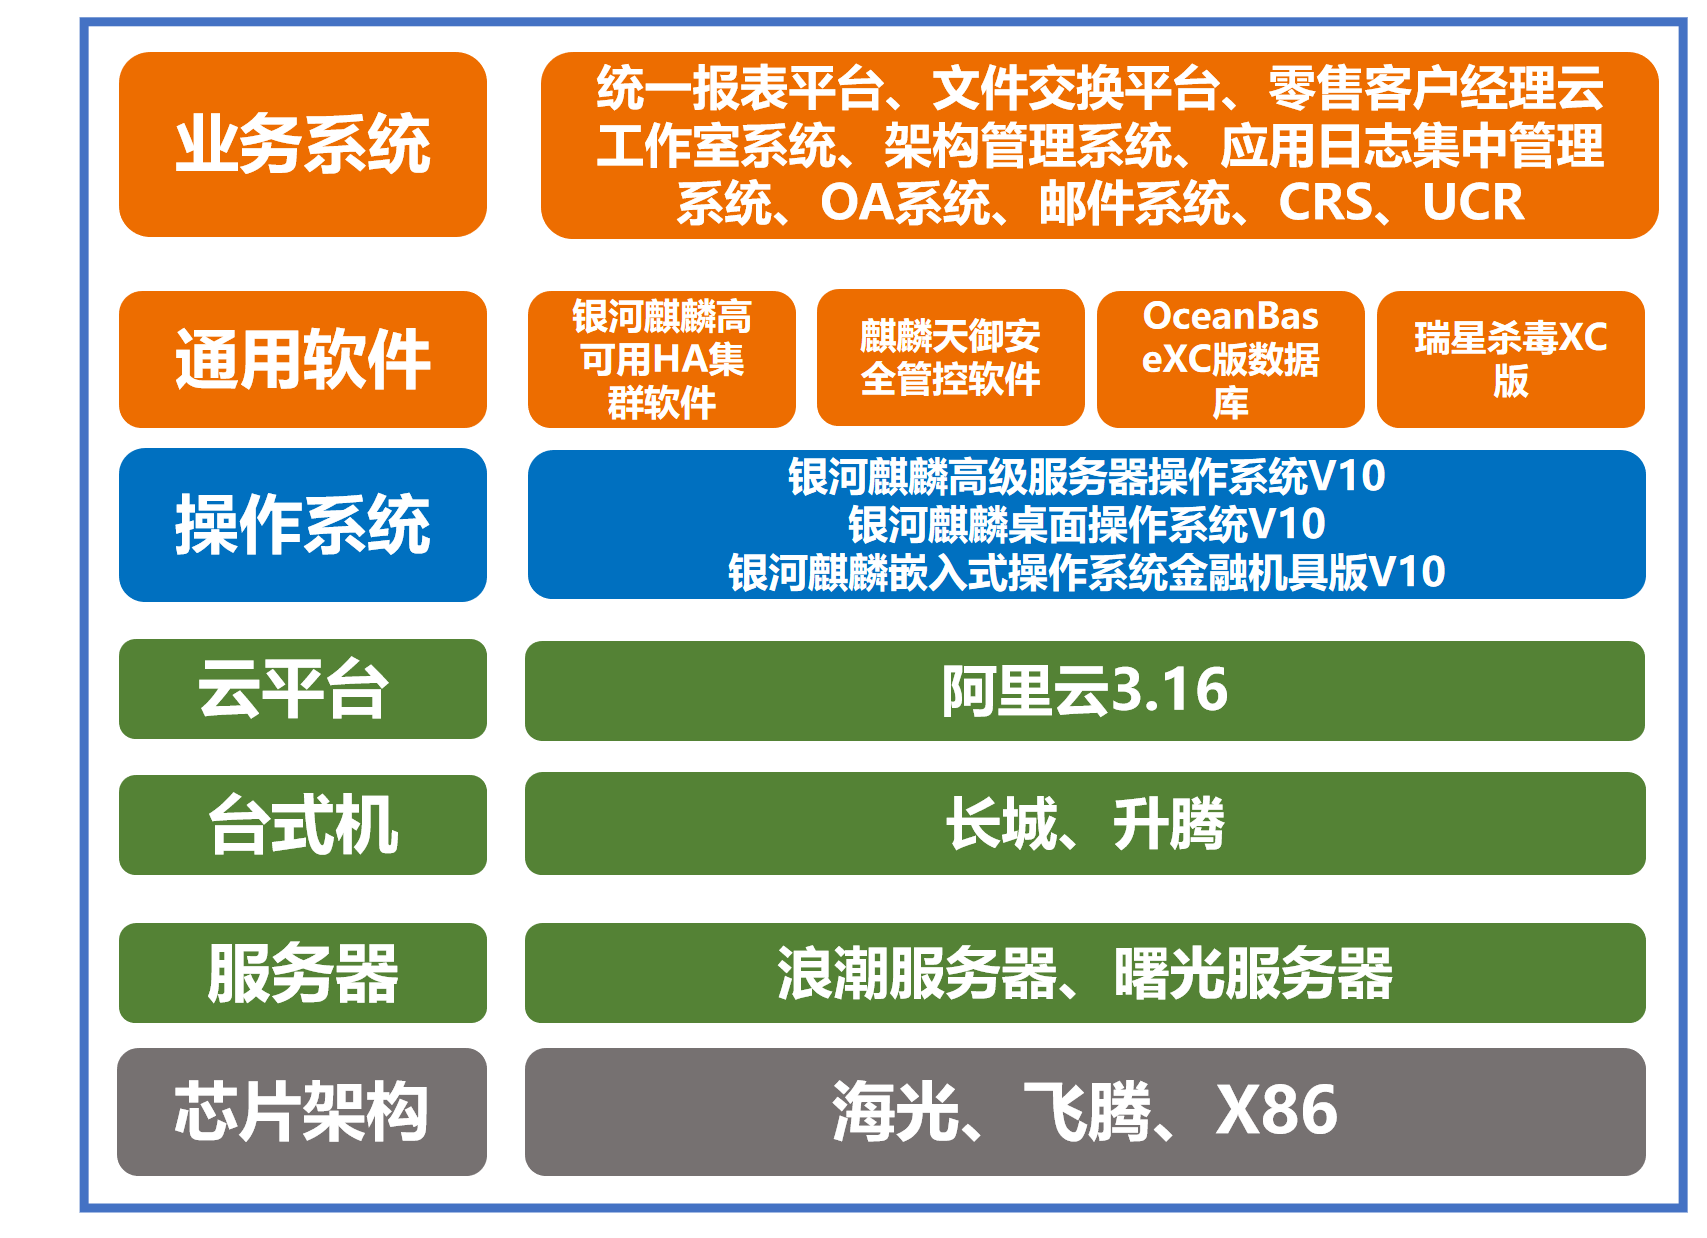 业务系统
统一报表平台、文件交换平台、零售客户经理云
工作室系统、架构管理系统、应用日志集中管理
系统、OA系统、邮件系统、CRS、UCR
通用软件
银河麒麟高
可用HA集
群软件
麒麟天御安
全管控软件
OceanBas
eXC版数据
库
瑞星杀毒XC
版
操作系统
银河麒麟高级服务器操作系统V10
银河麒麟桌面操作系统V10
银河麒麟嵌入式操作系统金融机具版V10
云平台
阿里云3.16
台式机
长城、升腾
服务器
浪潮服务器、曙光服务器
芯片架构
海光、飞腾、X86